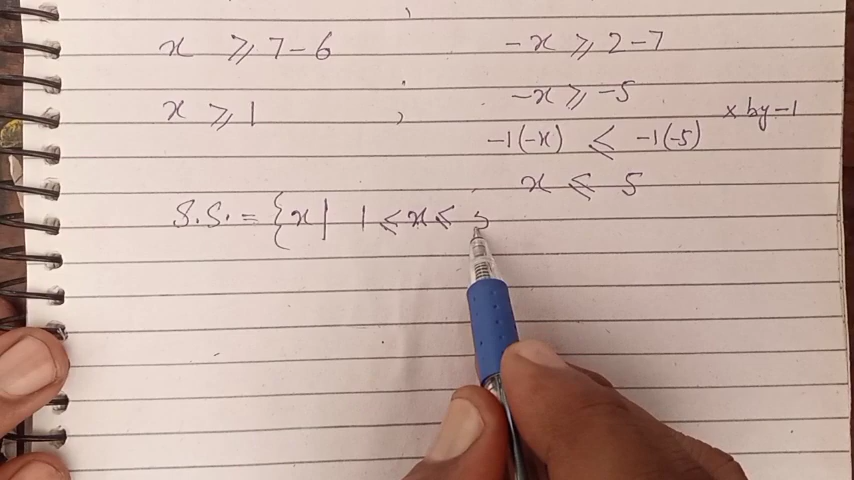 x ⩾ 7-6 , -x ⩾ 2-7
x ⩾ 1 , -x ⩾ -5
-1(-x) ⩽ -1(-5) x by -1
x ⩽ 5
S.S. = {x | 1 ⩽ x ⩽ 5